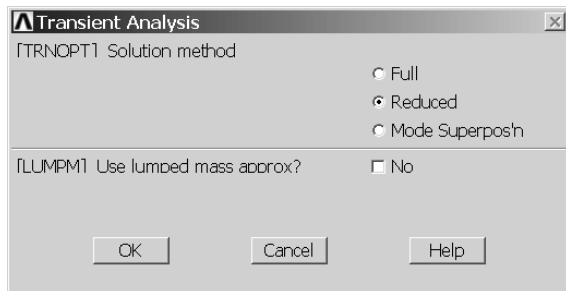 Transient Analysis
[TRNOPT] Solution method
Full
Reduced
Mode Superpos'n
[LUMPM] Use lumped mass approx?
No
OK
Cancel
Help